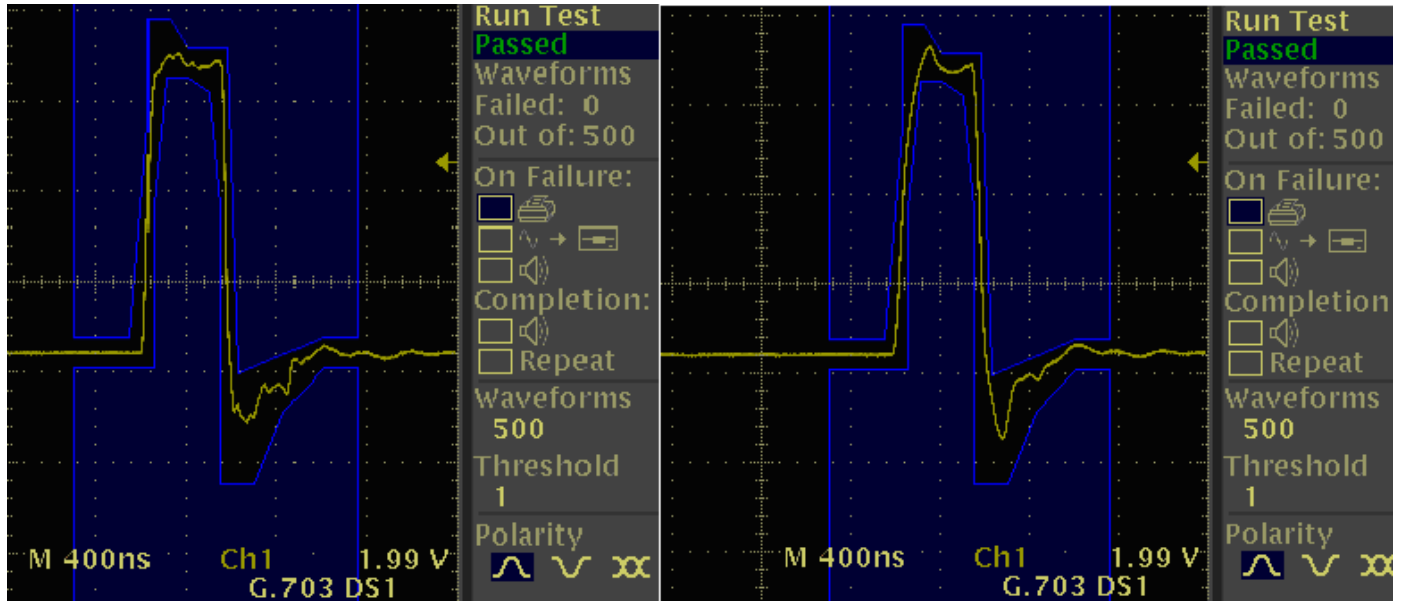 Run Test
Passed
Waveforms
Failed: 0
Out of: 500
On Failure:
Completion:
Repeat
Waveforms
500
Threshold
1
Polarity
M 400ns Ch1 1.99 V
G.703 DS1
Run Test
Passed
Waveforms
Failed: 0
Out of: 500
On Failure:
Completion
Repeat
Waveforms
500
Threshold
1
Polarity
M 400ns Ch1 1.99 V
G.703 DS1